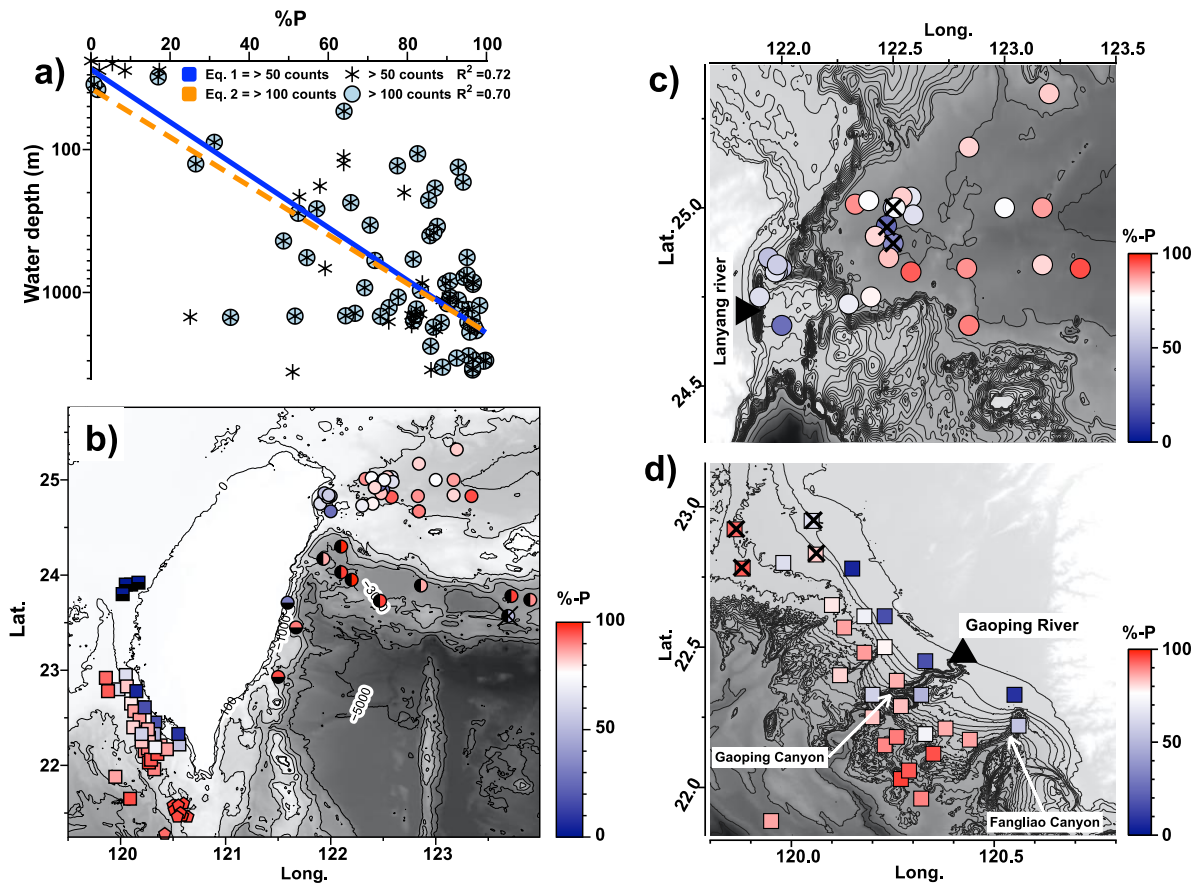 %P
0 20 40 60 80 100
a)
Eq. 1 = > 50 counts > 50 counts R² =0.72
Eq. 2 = > 100 counts > 100 counts R² =0.70
100
1000
Water depth (m)
b)
25
24
23
22
Lat.
-3000
-1000
-100
-5000
120 121 122 123
Long.
%-P
100
50
0
Long.
122.0 122.5 123.0 123.5
c)
25.0
24.5
Lat.
Lanyang river
%-P
100
50
0
d)
23.0
22.5
22.0
Lat.
Gaoping River
Gaoping Canyon
Fangliao Canyon
120.0 120.5
Long.
%-P
100
50
0